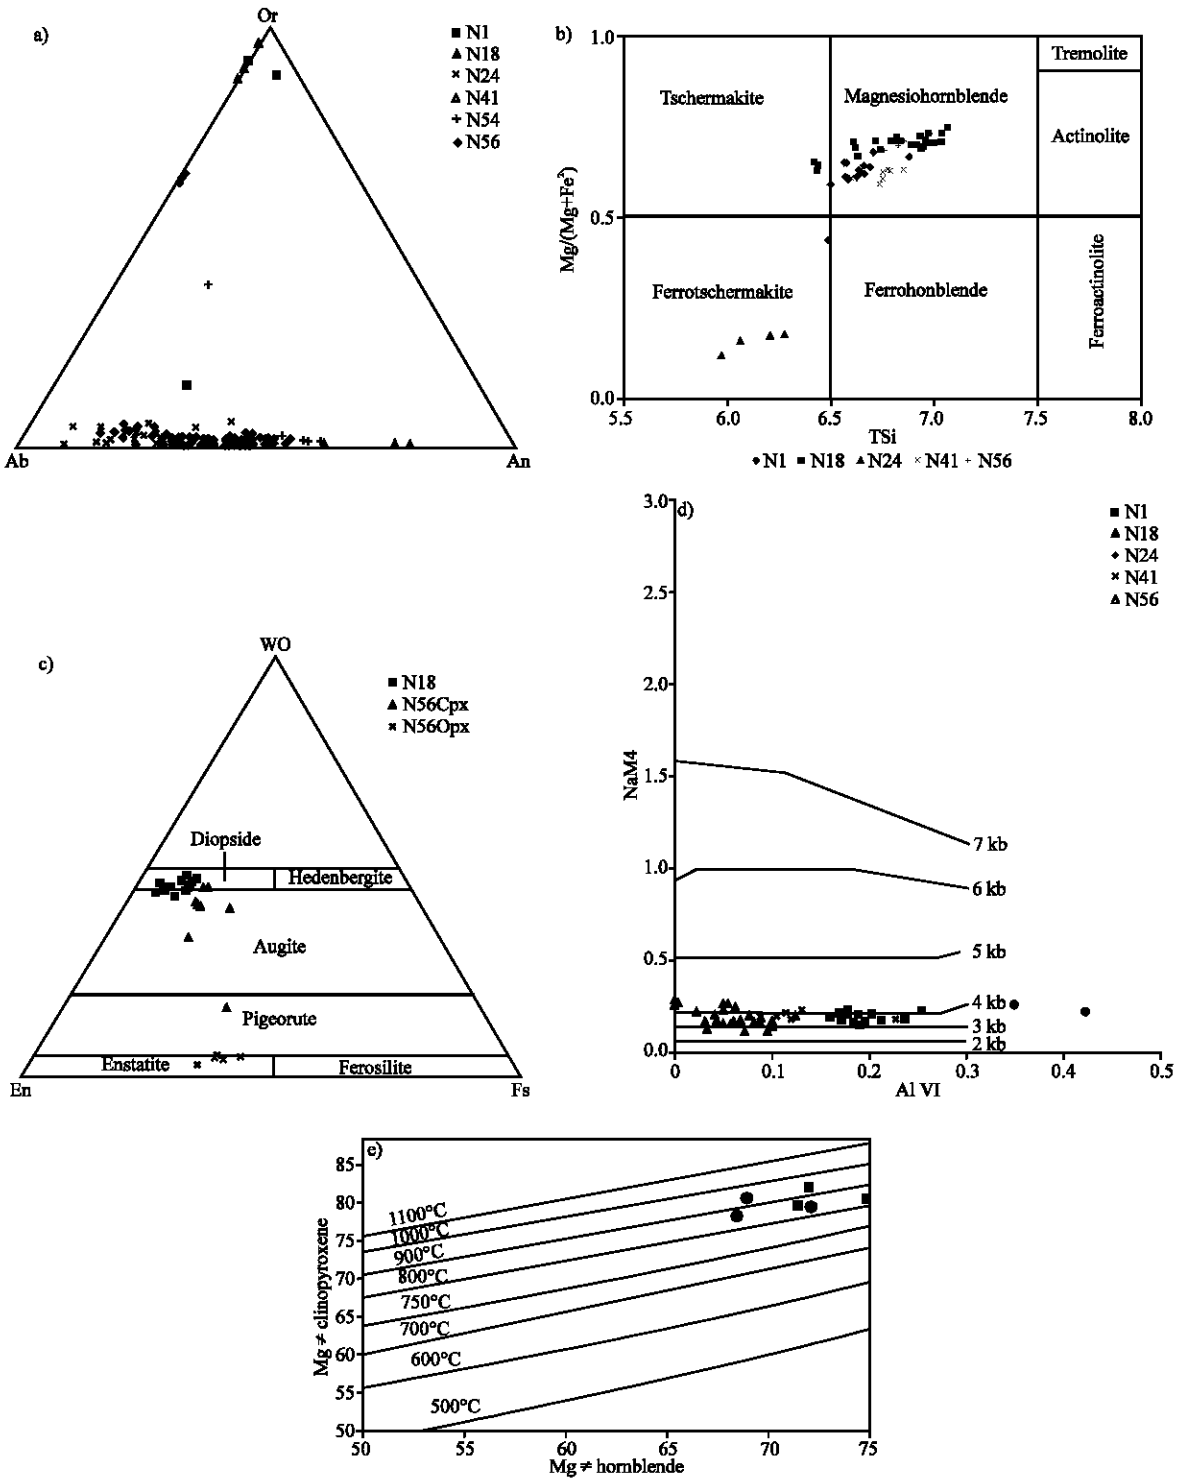 a)
Or
N1
N18
N24
N41
N54
N56
Ab
An
b)
1.0
0.5
0.0
Mg/(Mg+Fe²)
Tschermakite
Magnesiohornblende
Tremolite
Actinolite
Ferrotschermakite
Ferrohonblende
Ferroactinolite
5.5 6.0 6.5 7.0 7.5 8.0
TSi
N1 N18 N24 N41 N56
c)
WO
N18
N56Cpx
N56Opx
Diopside
Hedenbergite
Augite
Pigeorute
Enstatite
Ferosilite
En
Fs
d)
3.0
2.5
2.0
1.5
1.0
0.5
0.0
NaM4
N1
N18
N24
N41
N56
7 kb
6 kb
5 kb
4 kb
3 kb
2 kb
0 0.1 0.2 0.3 0.4 0.5
Al VI
e)
85
80
75
70
65
60
55
50
Mg ≠ clinopyroxene
1100°C
1000°C
900°C
800°C
750°C
700°C
600°C
500°C
50 55 60 65 70 75
Mg ≠ hornblende